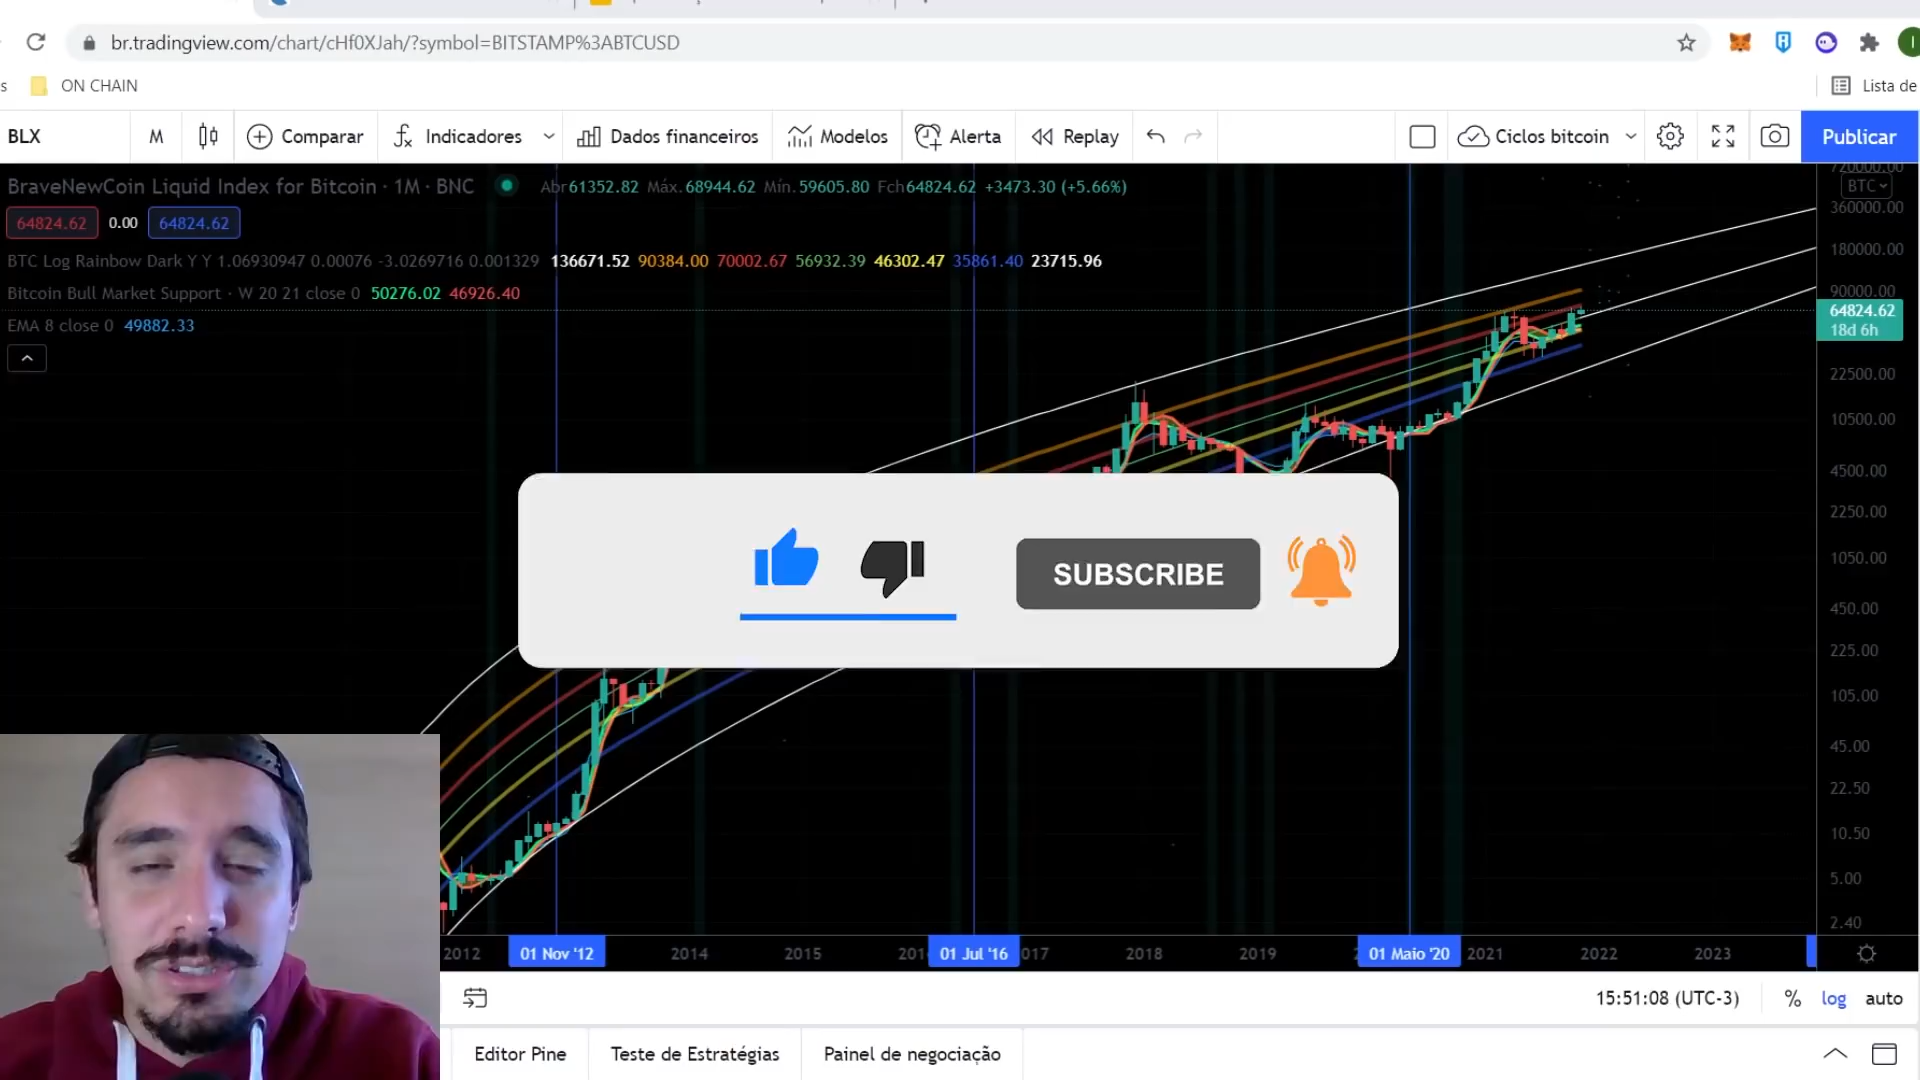 br.tradingview.com/chart/cHf0XJah/?symbol=BITSTAMP%3ABTCUSD
s ON CHAIN Lista de
BLX M Comparar Indicadores Dados financeiros Modelos Alerta Replay Ciclos bitcoin Publicar
BraveNewCoin Liquid Index for Bitcoin · 1M · BNC Abr61352.82 Máx.68944.62 Mín.59605.80 Fch64824.62 +3473.30 (+5.66%)
64824.62 0.00 64824.62
BTC Log Rainbow Dark Y Y 1.06930947 0.00076 -3.0269716 0.001329 136671.52 90384.00 70002.67 56932.39 46302.47 35861.40 23715.96
Bitcoin Bull Market Support · W 20 21 close 0 50276.02 46926.40
EMA 8 close 0 49882.33
720000.00
BTC
360000.00
180000.00
90000.00
64824.62
18d 6h
22500.00
10500.00
4500.00
2250.00
1050.00
450.00
225.00
105.00
45.00
22.50
10.50
5.00
2.40
SUBSCRIBE
2012 01 Nov '12 2014 2015 201 01 Jul '16 017 2018 2019 2 01 Maio '20 2021 2022 2023
15:51:08 (UTC-3) % log auto
Editor Pine Teste de Estratégias Painel de negociação